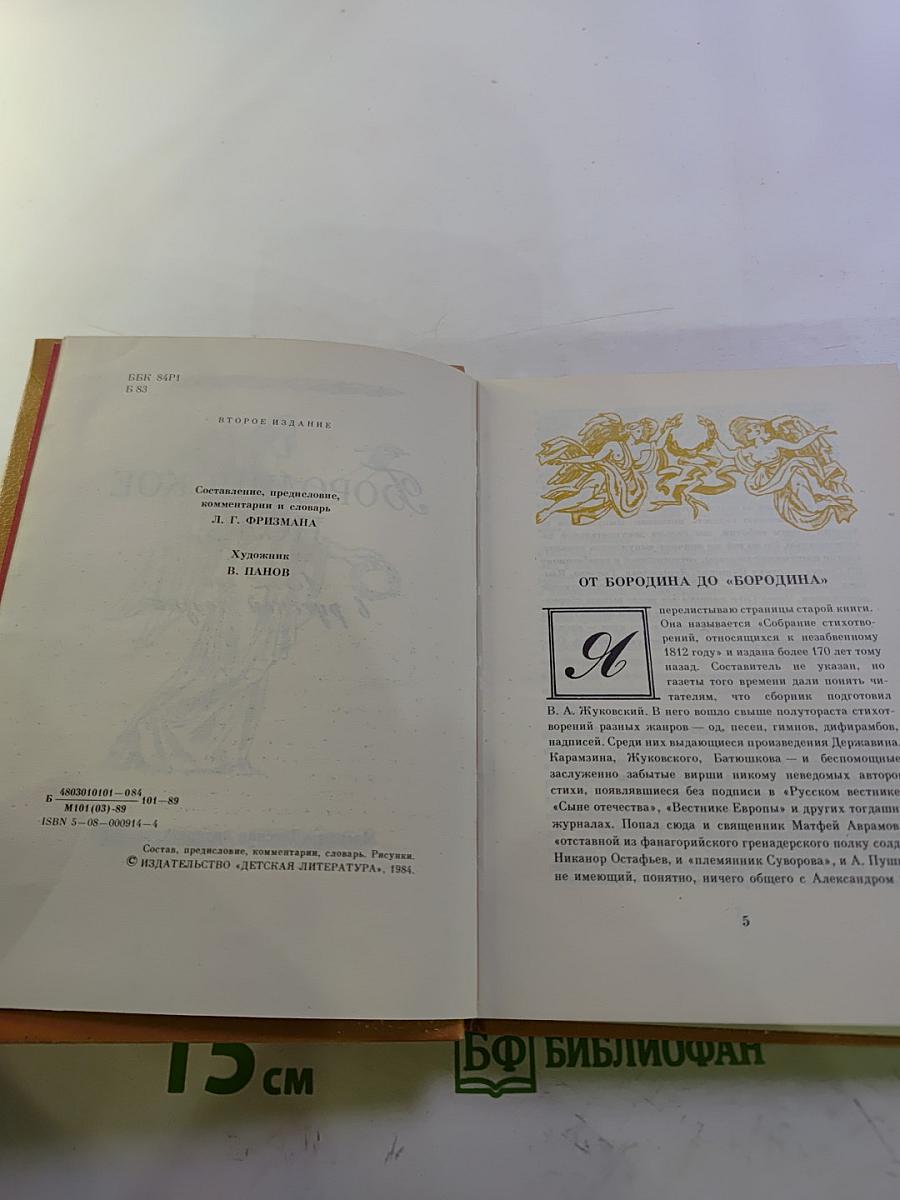 ББК 84Р1
Б 83
ВТОРОЕ ИЗДАНИЕ
Составление, предисловие,
комментарии и словарь
Л. Г. ФРИЗМАНА
Художник
В. ПАНОВ
Б 4803010101—084 101—89
М101(03)-89
ISBN 5—08—000914—4
Состав, предисловие, комментарии, словарь. Рисунки.
© ИЗДАТЕЛЬСТВО «ДЕТСКАЯ ЛИТЕРАТУРА», 1984.
ОТ БОРОДИНА ДО «БОРОДИНА»
Я перелистываю страницы старой книги.
Она называется «Собрание стихотво-
рений, относящихся к незабвенному
1812 году» и издана более 170 лет тому
назад. Составитель не указан, но
газеты того времени дали понять чи-
тателям, что сборник подготовил
В. А. Жуковский. В него вошло свыше полутораста стихот-
ворений разных жанров — од, песен, гимнов, дифирамбов,
надписей. Среди них выдающиеся произведения Державина,
Карамзина, Жуковского, Батюшкова — и беспомощные
заслуженно забытые вирши никому неведомых авторо
стихи, появлявшиеся без подписи в «Русском вестнике
«Сыне отечества», «Вестнике Европы» и других тогдашн
журналах. Попал сюда и священник Матфей Аврамов
«отставной из фанагорийского гренадерского полку солд
Никанор Остафьев, и «племянник Суворова», и А. Пушк
не имеющий, понятно, ничего общего с Александром
5
15 см
БФ БИБЛИОФАН